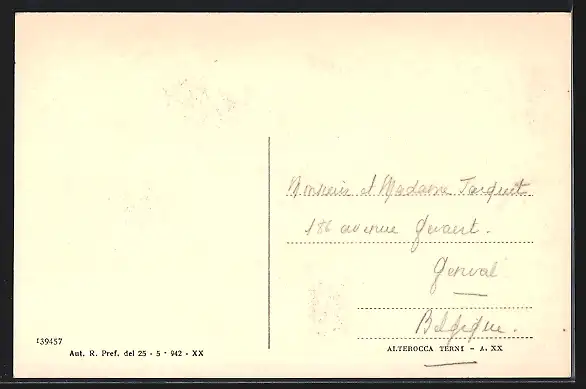 Monsieur et Madame Tarquet
186 avenue Gevaert.
Genval
Belgique.
139457
Aut. R. Pref. del 25 - 5 - 942 - XX
ALTEROCCA TERNI - A. XX